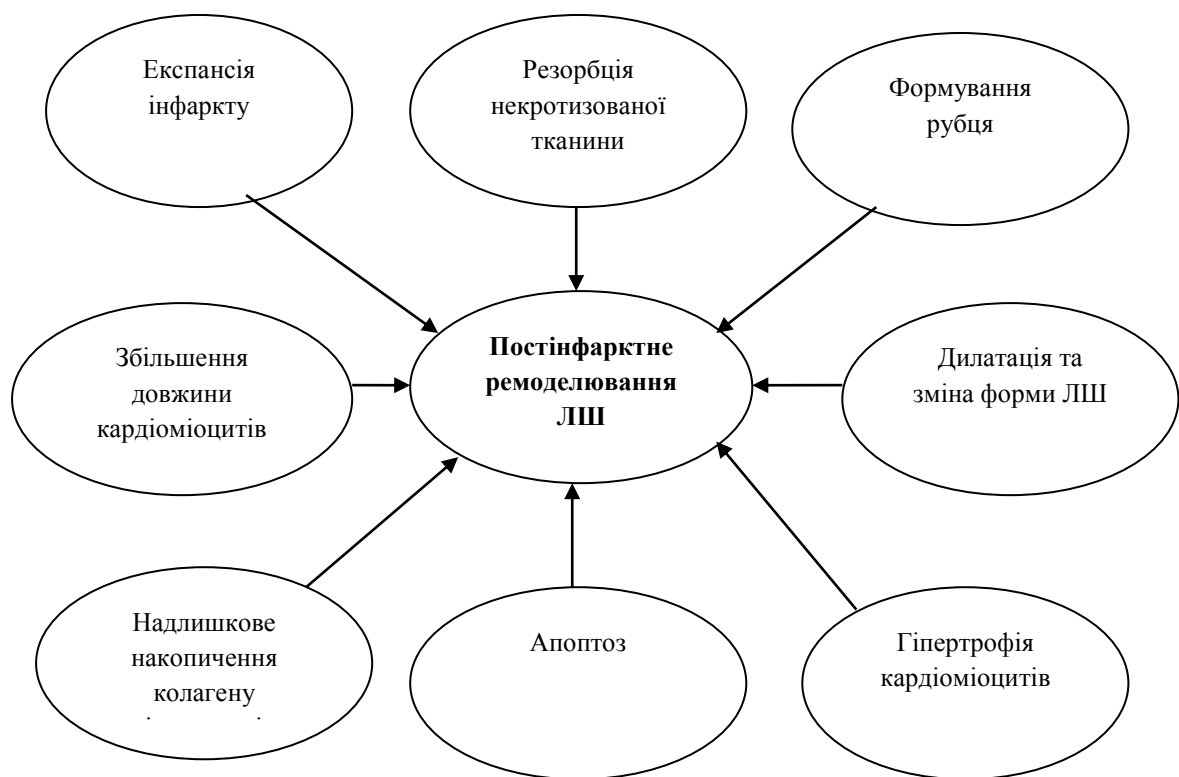 Експансія
інфаркту
Резорбція
некротизованої
тканини
Формування
рубця
Збільшення
довжини
кардіоміоцитів
Постінфарктне
ремоделювання
ЛШ
Дилатація та
зміна форми ЛШ
Надлишкове
накопичення
колагену
Апоптоз
Гіпертрофія
кардіоміоцитів